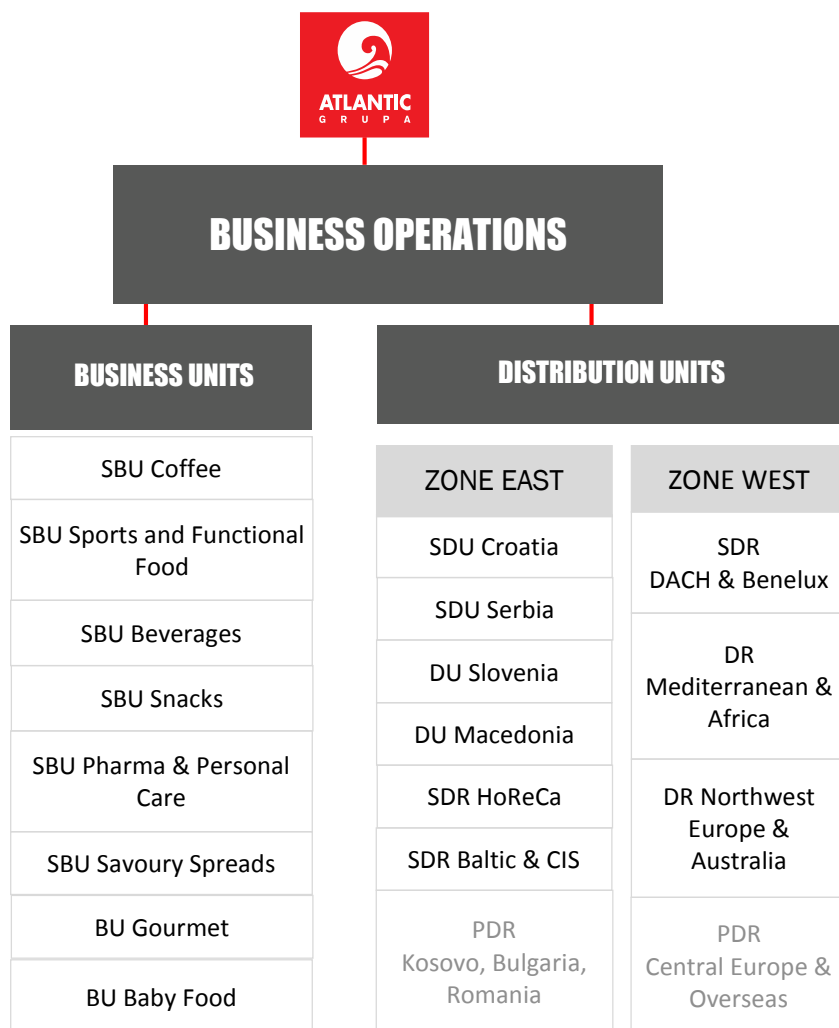 ATLANTIC
GRUPA
BUSINESS OPERATIONS
BUSINESS UNITS
SBU Coffee
SBU Sports and Functional
Food
SBU Beverages
SBU Snacks
SBU Pharma & Personal
Care
SBU Savoury Spreads
BU Gourmet
BU Baby Food
DISTRIBUTION UNITS
ZONE EAST
SDU Croatia
SDU Serbia
DU Slovenia
DU Macedonia
SDR HoReCa
SDR Baltic & CIS
PDR
Kosovo, Bulgaria,
Romania
ZONE WEST
SDR
DACH & Benelux
DR
Mediterranean &
Africa
DR Northwest
Europe &
Australia
PDR
Central Europe &
Overseas